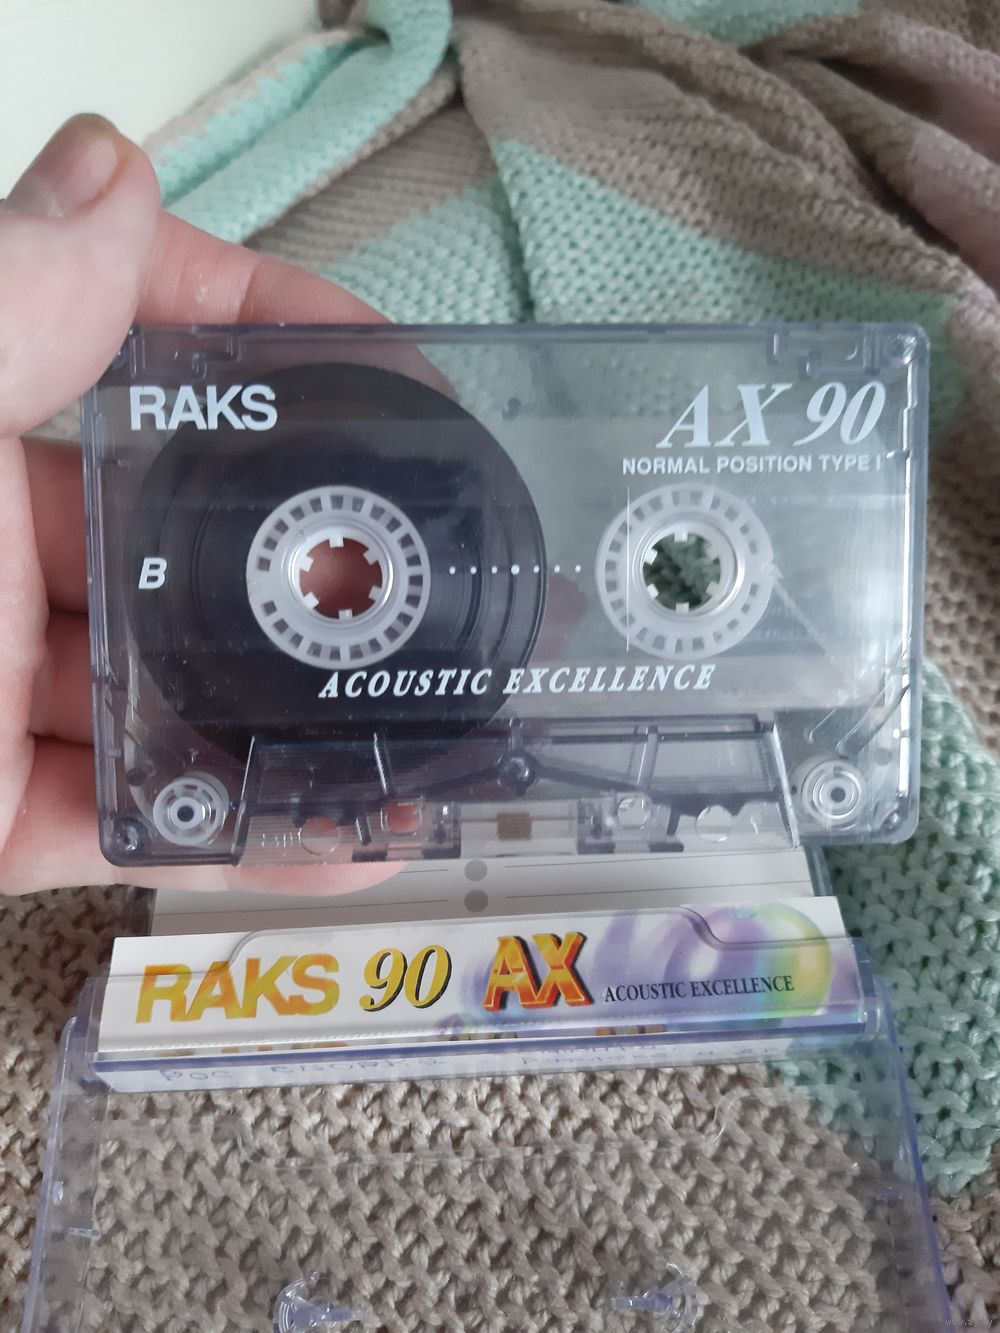 RAKS
AX 90
NORMAL POSITION TYPE I
B
ACOUSTIC EXCELLENCE
RAKS 90 AX ACOUSTIC EXCELLENCE